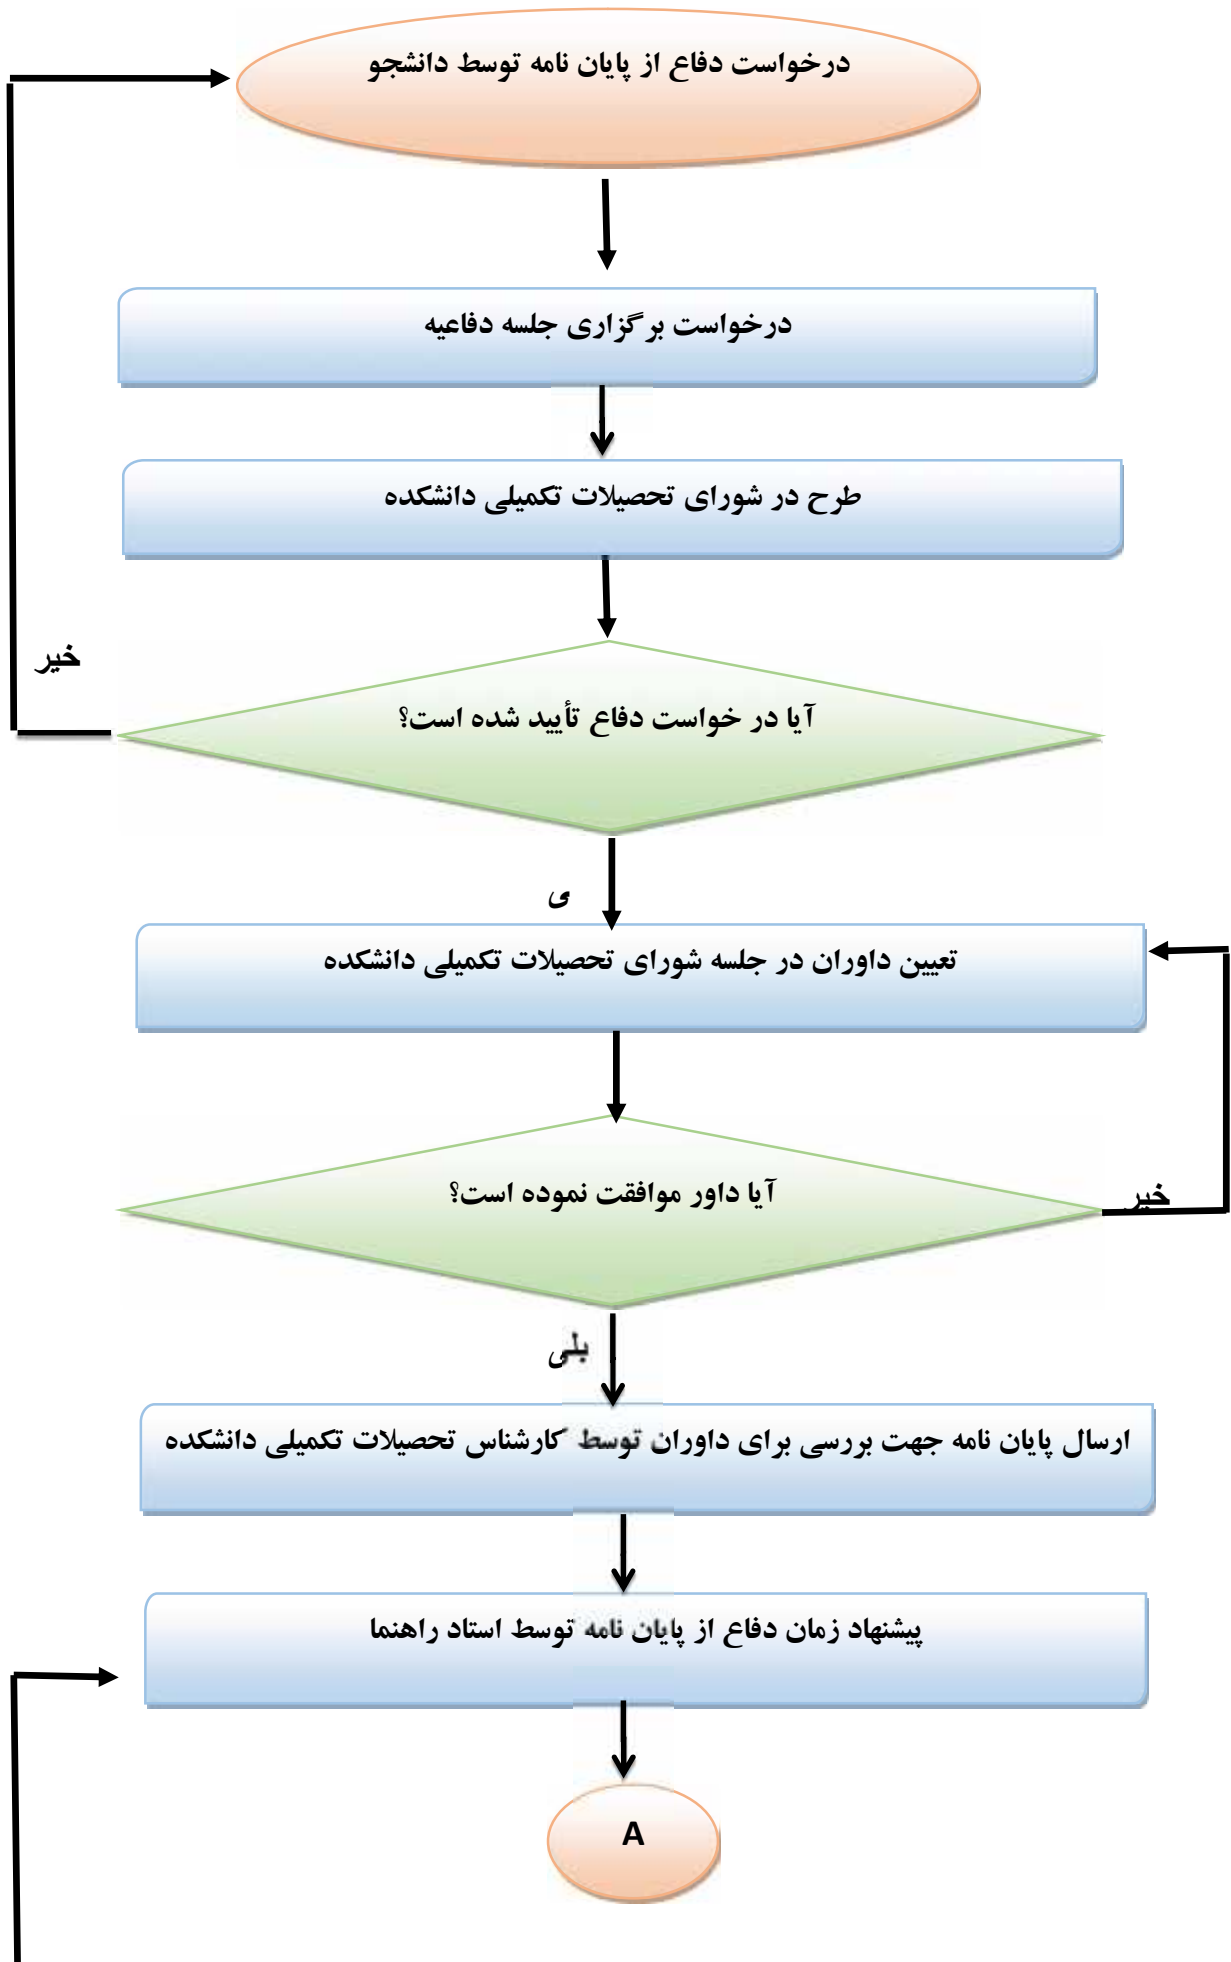 درخواست دفاع از پایان نامه توسط دانشجو
درخواست برگزاری جلسه دفاعیه
طرح در شورای تحصیلات تکمیلی دانشکده
خیر
آیا در خواست دفاع تأیید شده است؟
ی
تعیین داوران در جلسه شورای تحصیلات تکمیلی دانشکده
آیا داور موافقت نموده است؟
خیر
بلی
ارسال پایان نامه جهت بررسی برای داوران توسط کارشناس تحصیلات تکمیلی دانشکده
پیشنهاد زمان دفاع از پایان نامه توسط استاد راهنما
A